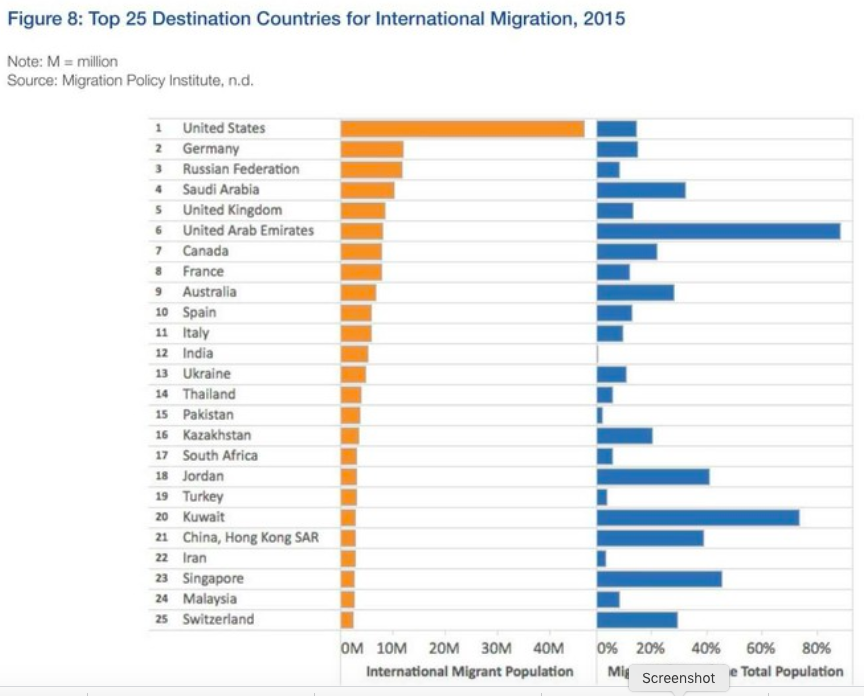 Figure 8: Top 25 Destination Countries for International Migration, 2015
Note: M = million
Source: Migration Policy Institute, n.d.
1 United States
2 Germany
3 Russian Federation
4 Saudi Arabia
5 United Kingdom
6 United Arab Emirates
7 Canada
8 France
9 Australia
10 Spain
11 Italy
12 India
13 Ukraine
14 Thailand
15 Pakistan
16 Kazakhstan
17 South Africa
18 Jordan
19 Turkey
20 Kuwait
21 China, Hong Kong SAR
22 Iran
23 Singapore
24 Malaysia
25 Switzerland
0M 10M 20M 30M 40M 0% 20% 40% 60% 80%
International Migrant Population Total Population
Screenshot